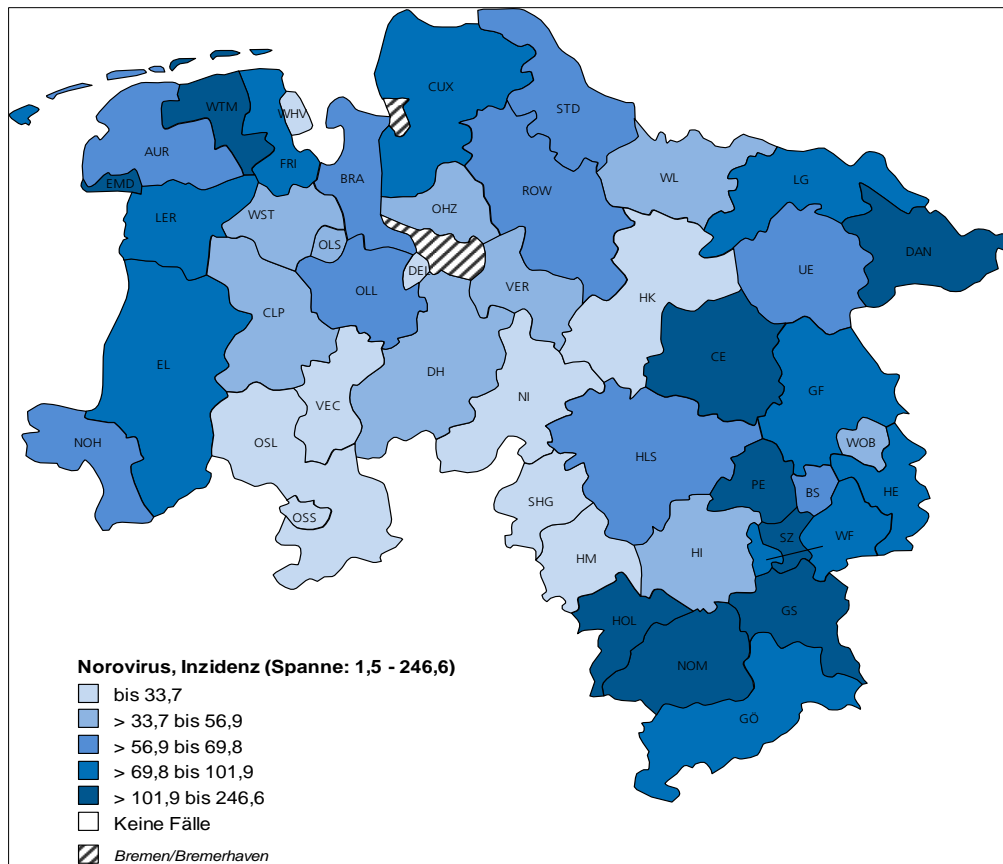 CUX
STD
WTM
WHV
AUR
FRI
BRA
ROW
WL
LG
EMD
LER
WST
OHZ
OLS
DAN
UE
DEL
OLL
VER
HK
CLP
EL
DH
CE
GF
NI
VEC
NOH
OSL
HLS
WOB
PE
BS
HE
SHG
OSS
SZ
WF
HM
HI
HOL
GS
NOM
GÖ
Norovirus, Inzidenz (Spanne: 1,5 - 246,6)
bis 33,7
> 33,7 bis 56,9
> 56,9 bis 69,8
> 69,8 bis 101,9
> 101,9 bis 246,6
Keine Fälle
Bremen/Bremerhaven